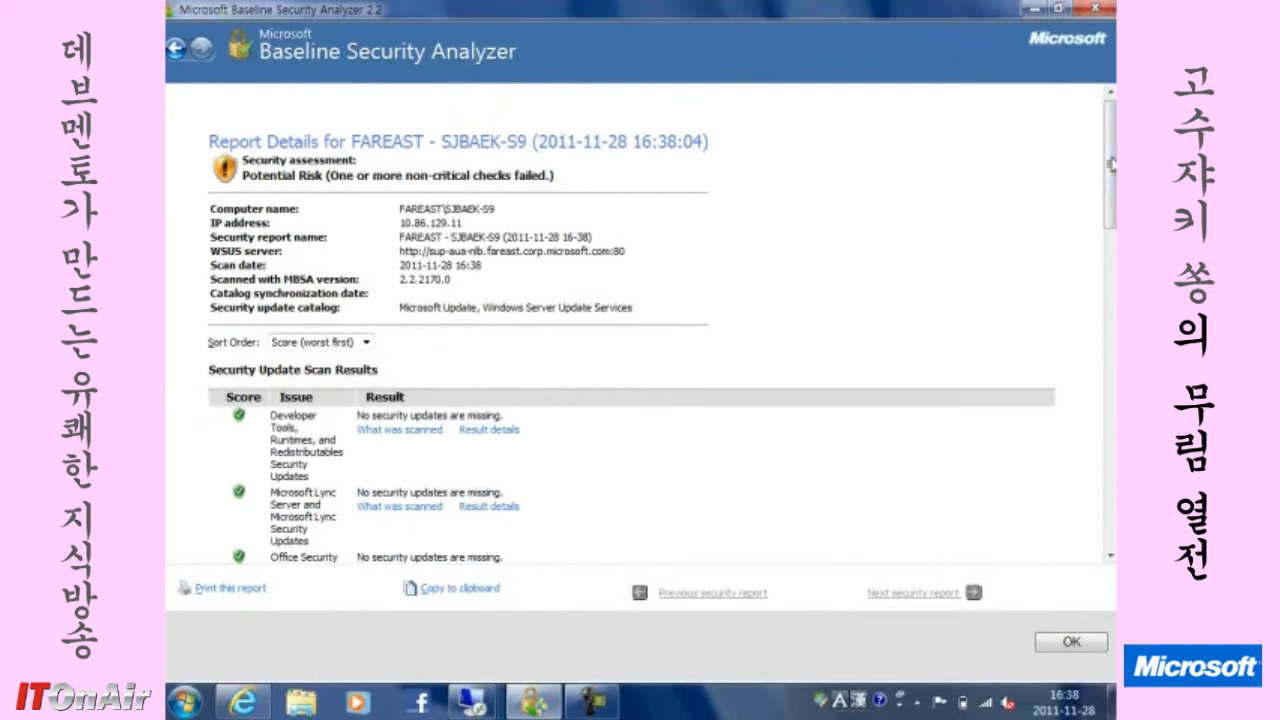 데브멘토가 만드는 유쾌한 지식방송
Microsoft Baseline Security Analyzer 2.2
Microsoft
Baseline Security Analyzer
Microsoft
Report Details for FAREAST - SJBAEK-S9 (2011-11-28 16:38:04)
Security assessment:
Potential Risk (One or more non-critical checks failed.)
Computer name: FAREAST\SJBAEK-S9
IP address: 10.86.129.11
Security report name: FAREAST - SJBAEK-S9 (2011-11-28 16-38)
WSUS server: http://sup-aua-nlb.fareast.corp.microsoft.com:80
Scan date: 2011-11-28 16:38
Scanned with MBSA version: 2.2.2170.0
Catalog synchronization date:
Security update catalog: Microsoft Update, Windows Server Update Services
Sort Order: Score (worst first)
Security Update Scan Results
Score Issue Result
Developer No security updates are missing.
Tools, What was scanned Result details
Runtimes, and
Redistributables
Security
Updates
Microsoft Lync No security updates are missing.
Server and What was scanned Result details
Microsoft Lync
Security
Updates
Office Security No security updates are missing.
Print this report Copy to clipboard Previous security report Next security report
OK
A 漢
16:38
2011-11-28
고수쟈키 쏭의 무림 열전
ITOnAir
Microsoft